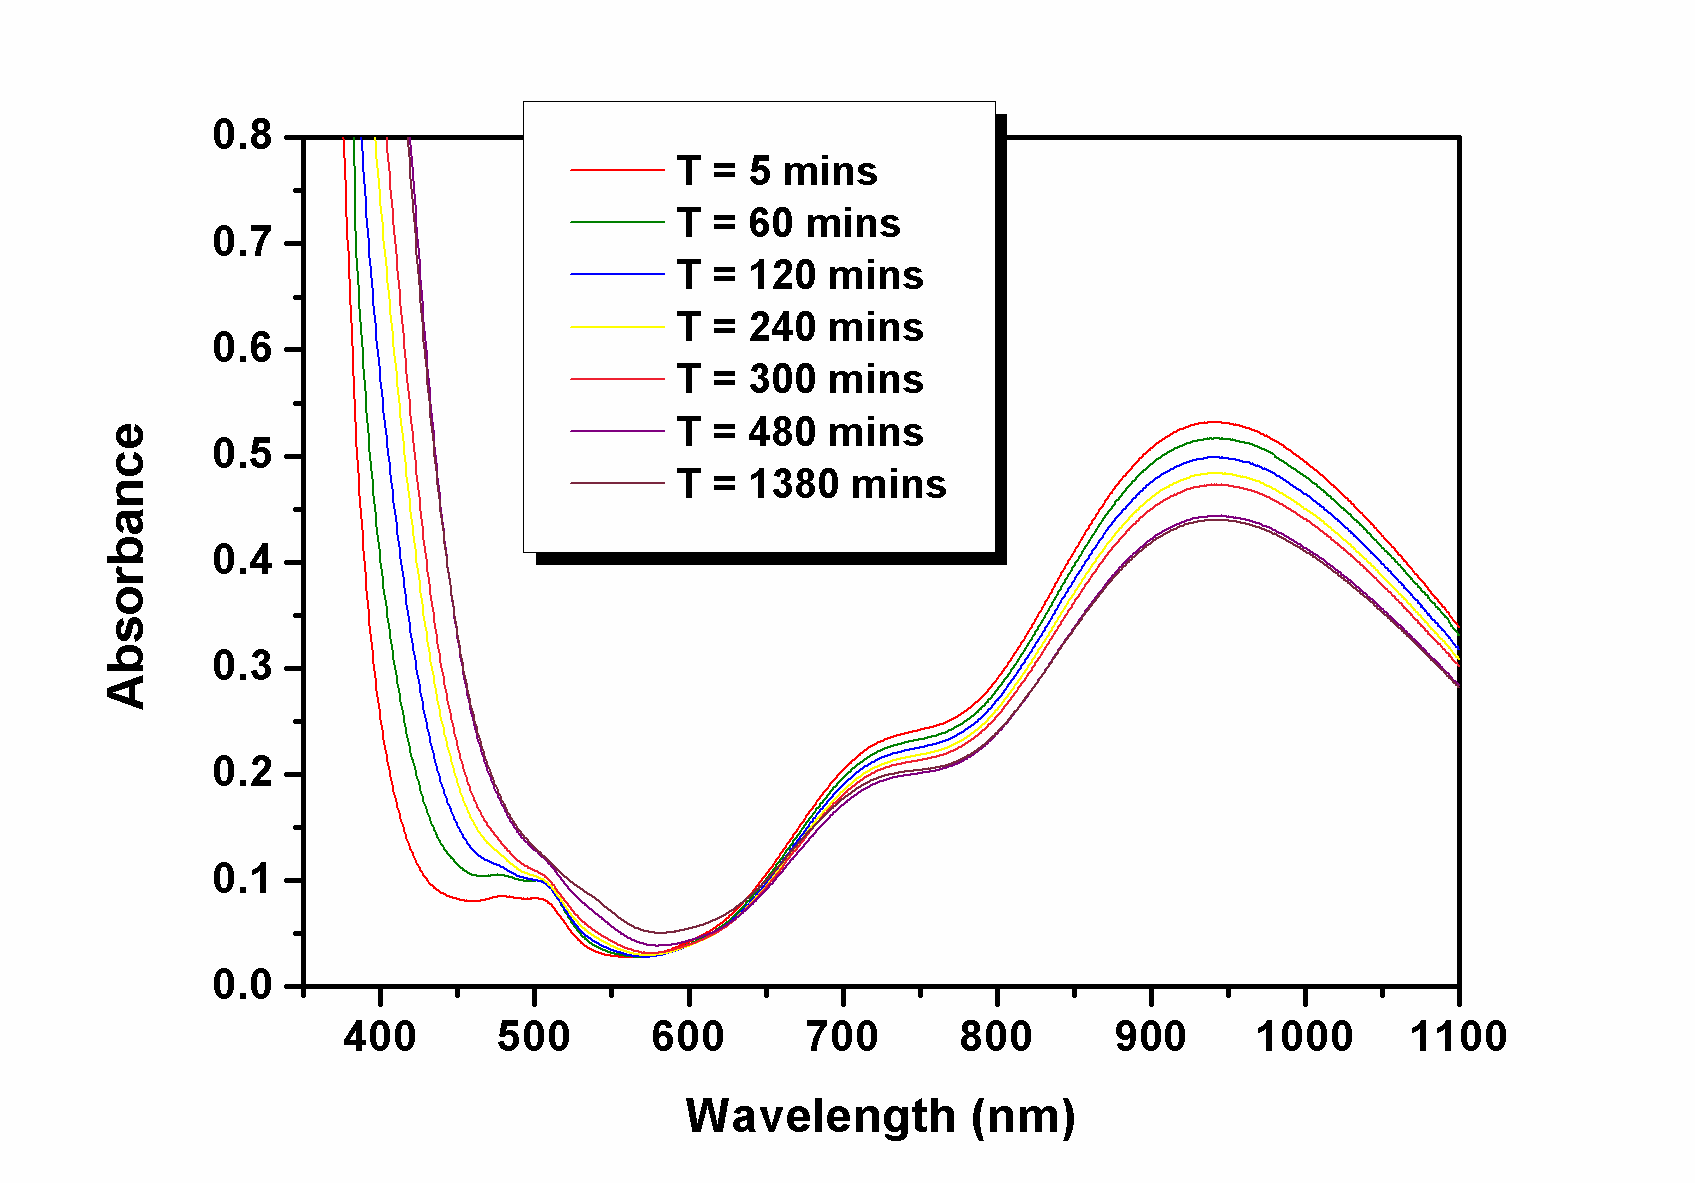 T = 5 mins
T = 60 mins
T = 120 mins
T = 240 mins
T = 300 mins
T = 480 mins
T = 1380 mins
0.8
0.7
0.6
0.5
0.4
0.3
0.2
0.1
0.0
Absorbance
400 500 600 700 800 900 1000 1100
Wavelength (nm)